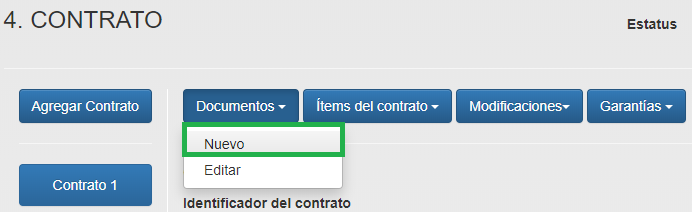 4. CONTRATO
Estatus
Agregar Contrato
Documentos
Ítems del contrato
Modificaciones
Garantías
Nuevo
Editar
Contrato 1
Identificador del contrato